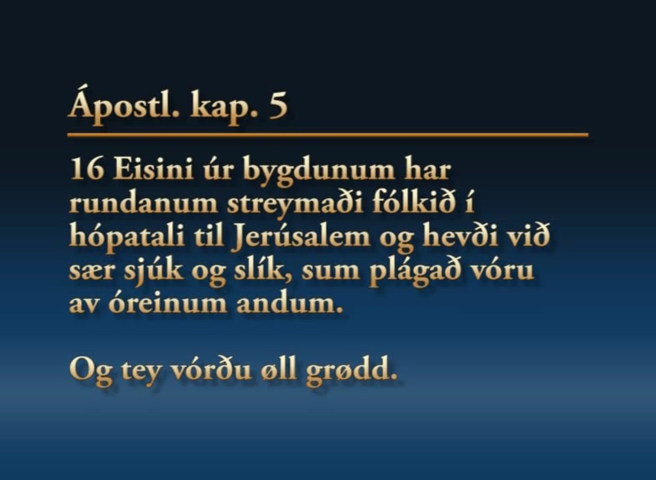 Ápostl. kap. 5
16 Eisini úr bygdunum har
rundanum streymaði fólkið í
hópatali til Jerúsalem og hevði við
sær sjúk og slík, sum plágað vóru
av óreinum andum.
Og tey vórðu øll grødd.